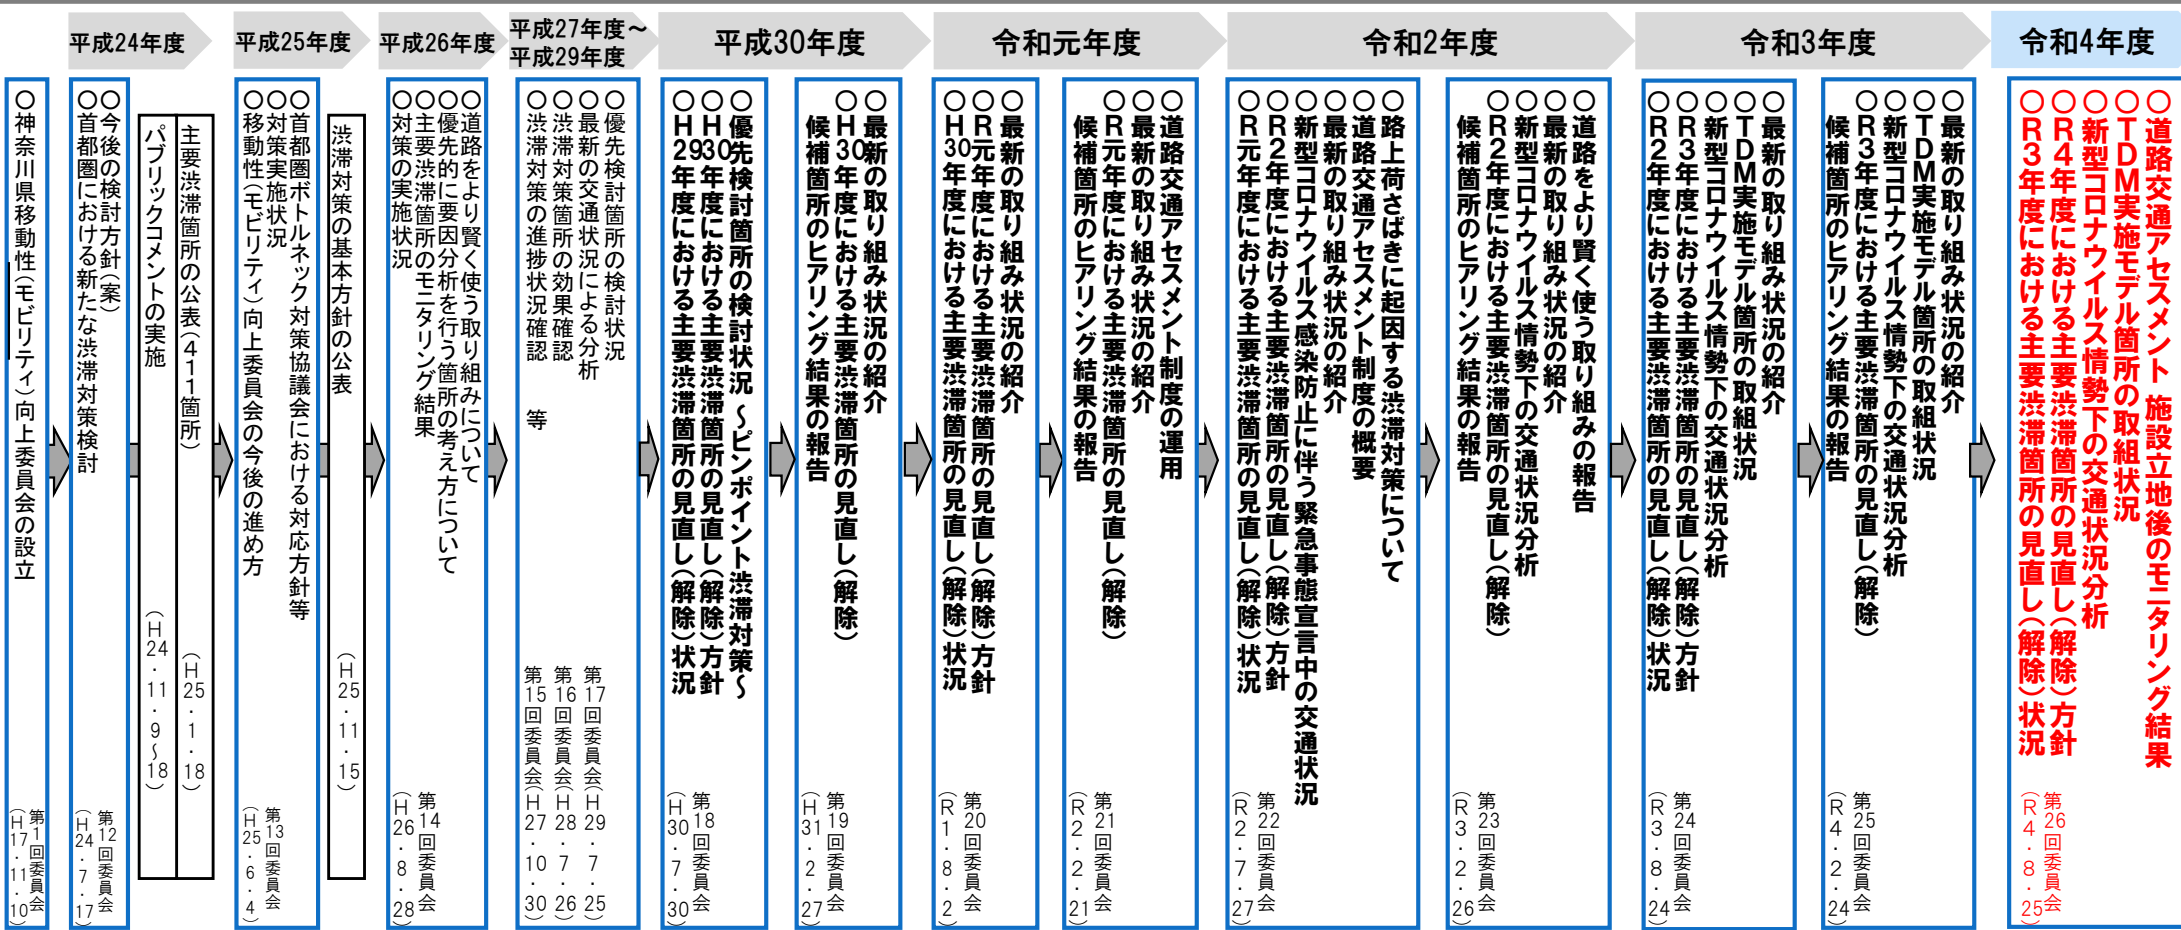 平成24年度
平成25年度
平成26年度
平成27年度～
平成29年度
平成30年度
令和元年度
令和2年度
令和3年度
令和4年度
○神奈川県移動性(モビリティ)向上委員会の設立
第1回委員会
(H17.11.10)
○今後の検討方針(案)
○首都圏における新たな渋滞対策検討
第12回委員会
(H24.7.17)
主要渋滞箇所の公表(411箇所)
(H25.1.18)
パブリックコメントの実施
(H24.11.9～18)
○首都圏ボトルネック対策協議会における対応方針等
○対策実施状況
○移動性(モビリティ)向上委員会の今後の進め方
第13回委員会
(H25.6.4)
渋滞対策の基本方針の公表
(H25.11.15)
○道路をより賢く使う取り組みについて
○優先的に要因分析を行う箇所の考え方について
○主要渋滞箇所のモニタリング結果
○対策の実施状況
第14回委員会
(H26.8.28)
○優先検討箇所の検討状況
○最新の交通状況による分析
○渋滞対策箇所の効果確認
○渋滞対策の進捗状況確認 等
第17回委員会(H29.7.25)
第16回委員会(H28.7.26)
第15回委員会(H27.10.30)
○優先検討箇所の検討状況 ～ピンポイント渋滞対策～
○H30年度における主要渋滞箇所の見直し(解除)方針
○H29年度における主要渋滞箇所の見直し(解除)状況
第18回委員会
(H30.7.30)
○最新の取り組み状況の紹介
○H30年度における主要渋滞箇所の見直し(解除)
候補箇所のヒアリング結果の報告
第19回委員会
(H31.2.27)
○最新の取り組み状況の紹介
○R元年度における主要渋滞箇所の見直し(解除)方針
○H30年度における主要渋滞箇所の見直し(解除)状況
第20回委員会
(R1.8.2)
○道路交通アセスメント制度の運用
○最新の取り組み状況の紹介
○R元年度における主要渋滞箇所の見直し(解除)
候補箇所のヒアリング結果の報告
第21回委員会
(R2.2.21)
○路上荷さばきに起因する渋滞対策について
○道路交通アセスメント制度の概要
○最新の取り組み状況の紹介
○新型コロナウイルス感染防止に伴う緊急事態宣言中の交通状況
○R2年度における主要渋滞箇所の見直し(解除)方針
○R元年度における主要渋滞箇所の見直し(解除)状況
第22回委員会
(R2.7.27)
○道路をより賢く使う取り組みの報告
○最新の取り組み状況の紹介
○新型コロナウイルス情勢下の交通状況分析
○R2年度における主要渋滞箇所の見直し(解除)
候補箇所のヒアリング結果の報告
第23回委員会
(R3.2.26)
○最新の取り組み状況の紹介
○TDM実施モデル箇所の取組状況
○新型コロナウイルス情勢下の交通状況分析
○R3年度における主要渋滞箇所の見直し(解除)方針
○R2年度における主要渋滞箇所の見直し(解除)状況
第24回委員会
(R3.8.24)
○最新の取り組み状況の紹介
○TDM実施モデル箇所の取組状況
○新型コロナウイルス情勢下の交通状況分析
○R3年度における主要渋滞箇所の見直し(解除)
候補箇所のヒアリング結果の報告
第25回委員会
(R4.2.24)
○道路交通アセスメント 施設立地後のモニタリング結果
○TDM実施モデル箇所の取組状況
○新型コロナウイルス情勢下の交通状況分析
○R4年度における主要渋滞箇所の見直し(解除)方針
○R3年度における主要渋滞箇所の見直し(解除)状況
第26回委員会
(R4.8.25)